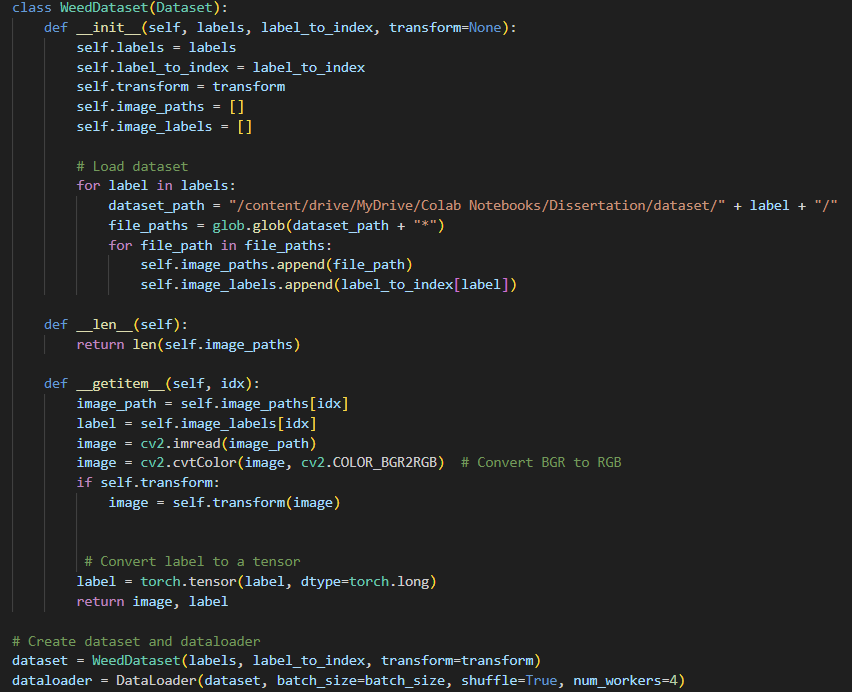 class WeedDataset(Dataset):
    def __init__(self, labels, label_to_index, transform=None):
        self.labels = labels
        self.label_to_index = label_to_index
        self.transform = transform
        self.image_paths = []
        self.image_labels = []

        # Load dataset
        for label in labels:
            dataset_path = "/content/drive/MyDrive/Colab Notebooks/Dissertation/dataset/" + label + "/"
            file_paths = glob.glob(dataset_path + "*")
            for file_path in file_paths:
                self.image_paths.append(file_path)
                self.image_labels.append(label_to_index[label])

    def __len__(self):
        return len(self.image_paths)

    def __getitem__(self, idx):
        image_path = self.image_paths[idx]
        label = self.image_labels[idx]
        image = cv2.imread(image_path)
        image = cv2.cvtColor(image, cv2.COLOR_BGR2RGB)  # Convert BGR to RGB
        if self.transform:
            image = self.transform(image)


         # Convert label to a tensor
        label = torch.tensor(label, dtype=torch.long)
        return image, label

# Create dataset and dataloader
dataset = WeedDataset(labels, label_to_index, transform=transform)
dataloader = DataLoader(dataset, batch_size=batch_size, shuffle=True, num_workers=4)